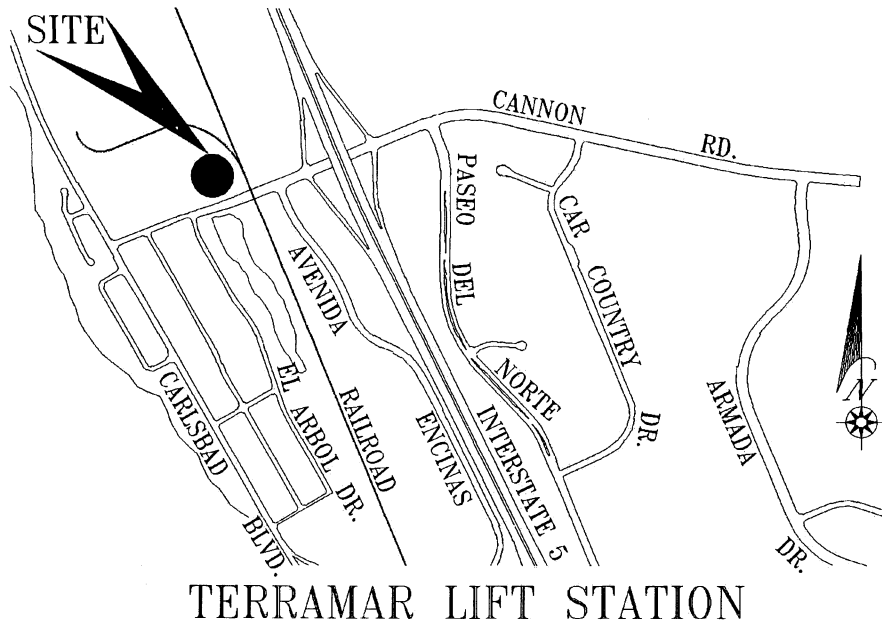 SITE
CANNON RD.
PASEO DEL NORTE
CAR COUNTRY DR.
AVENIDA ENCINAS
CARLSBAD BLVD.
EL ARBOL DR.
RAILROAD
INTERSTATE 5
ARMADA DR.
N
TERRAMAR LIFT STATION